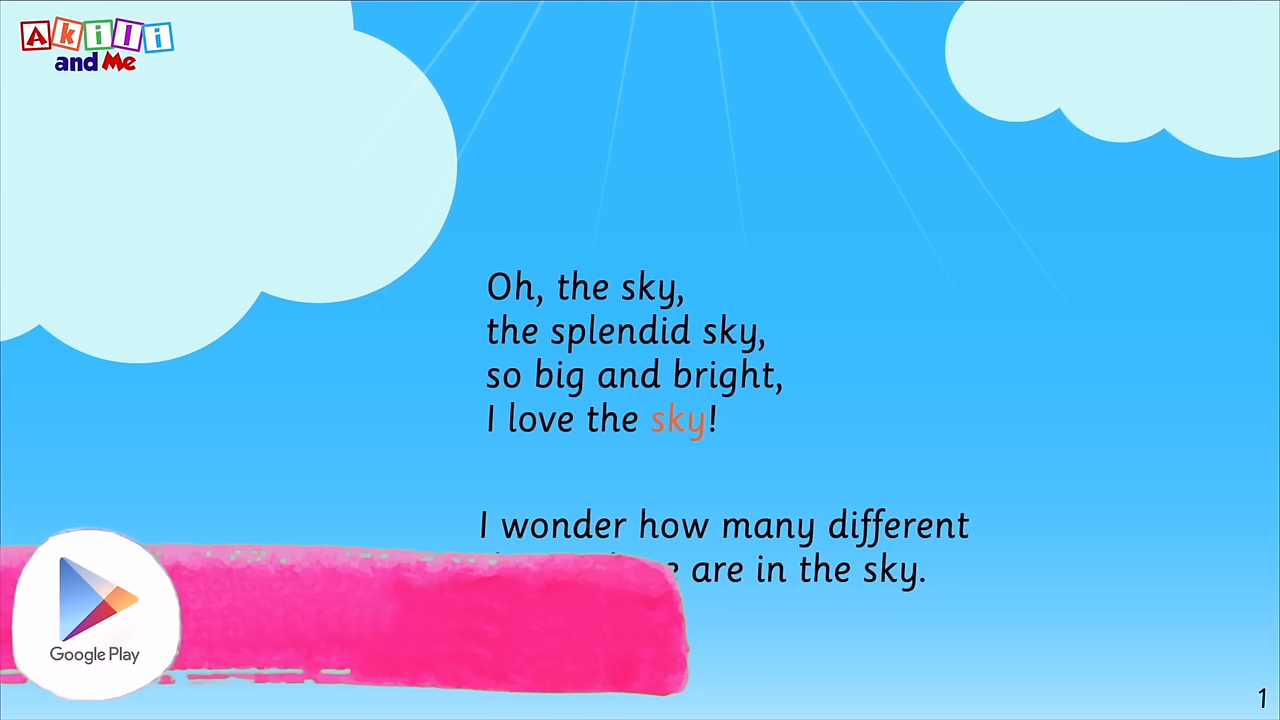 Akili
and Me
Oh, the sky,
the splendid sky,
so big and bright,
I love the sky!
I wonder how many different
are in the sky.
Google Play
1